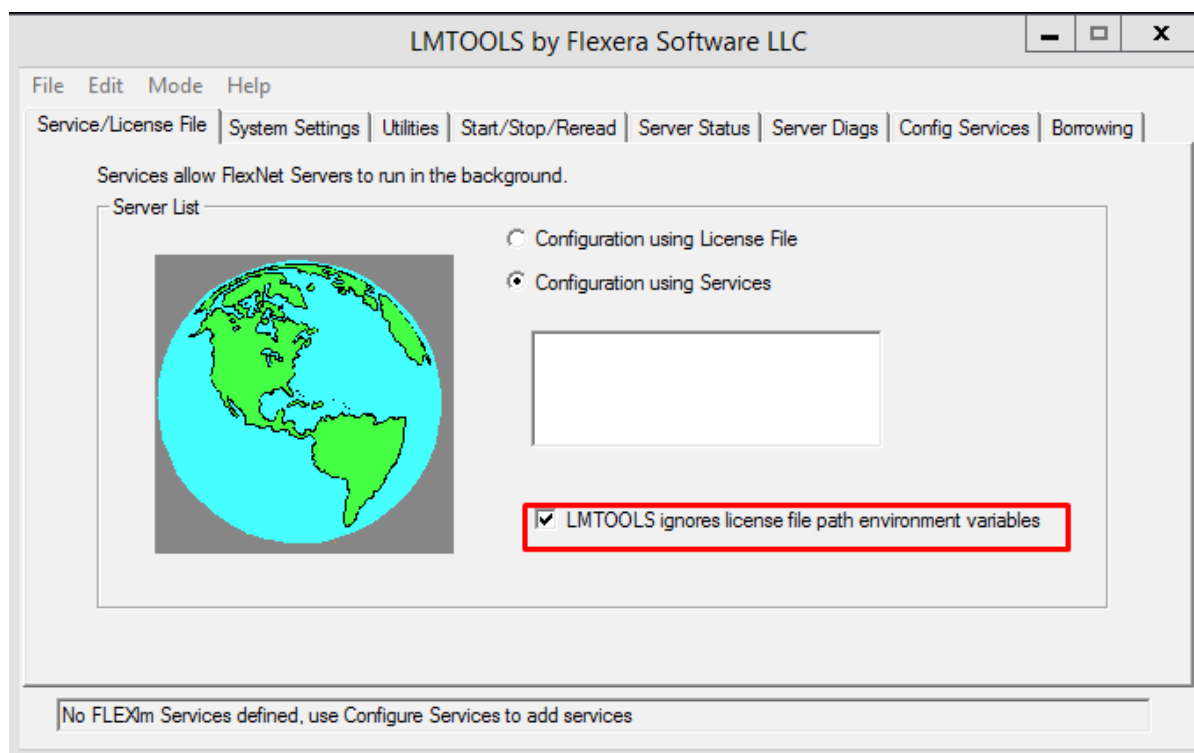 LMTOOLS by Flexera Software LLC
File Edit Mode Help
Service/License File System Settings Utilities Start/Stop/Reread Server Status Server Diags Config Services Borrowing
Services allow FlexNet Servers to run in the background.
Server List
Configuration using License File
Configuration using Services
LMTOOLS ignores license file path environment variables
No FLEXlm Services defined, use Configure Services to add services